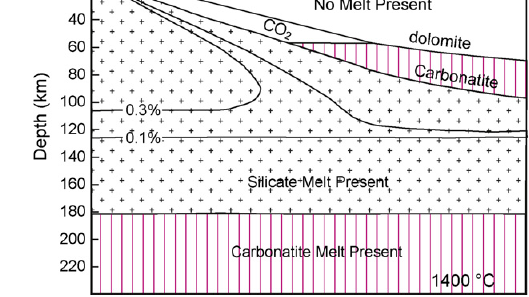 No Melt Present
40
CO2
dolomite
60
Carbonatite
80
100
0.3%
120
0.1%
140
160
Silicate Melt Present
180
200
Carbonatite Melt Present
220
1400 °C
Depth (km)